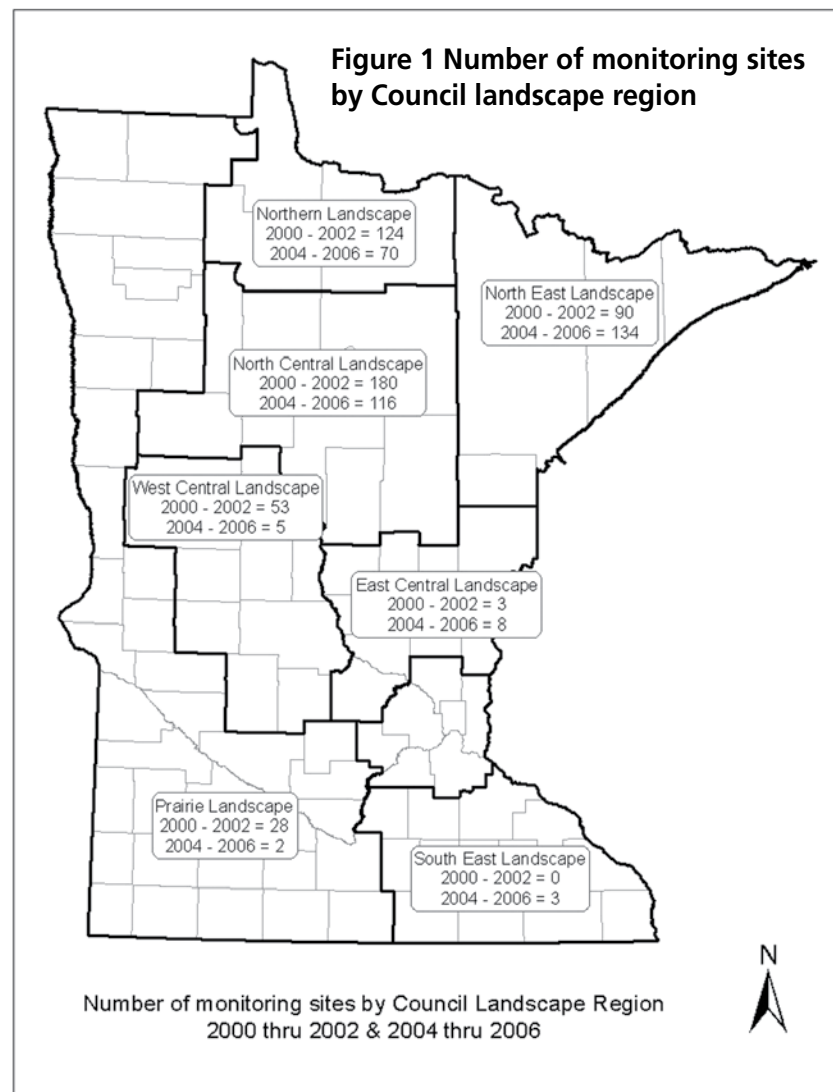 Figure 1 Number of monitoring sites
by Council landscape region
Northern Landscape
2000 - 2002 = 124
2004 - 2006 = 70
North East Landscape
2000 - 2002 = 90
2004 - 2006 = 134
North Central Landscape
2000 - 2002 = 180
2004 - 2006 = 116
West Central Landscape
2000 - 2002 = 53
2004 - 2006 = 5
East Central Landscape
2000 - 2002 = 3
2004 - 2006 = 8
Prairie Landscape
2000 - 2002 = 28
2004 - 2006 = 2
South East Landscape
2000 - 2002 = 0
2004 - 2006 = 3
N
Number of monitoring sites by Council Landscape Region
2000 thru 2002 & 2004 thru 2006